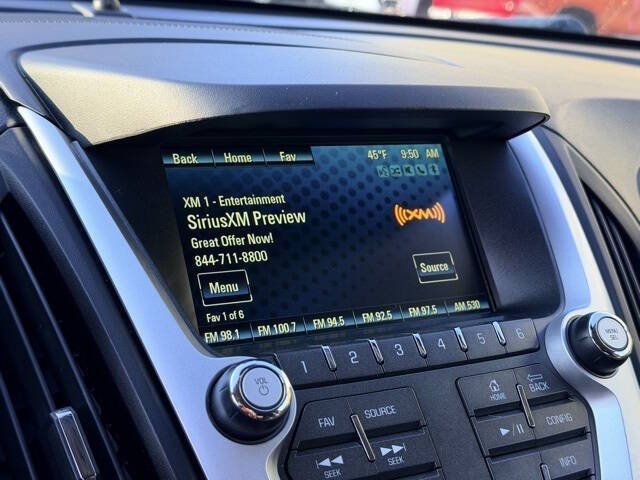 Back Home Fav 45°F 9:50 AM
XM 1 - Entertainment
SiriusXM Preview
((XM))
Great Offer Now!
844-711-8800
Menu
Source
Fav 1 of 6
FM 98.1 FM 100.7 FM 94.5 FM 92.5 FM 97.5 AM 530
1 2 3 4 5 6
VOL
MENU
SEL
FAV SOURCE
HOME BACK
CONFIG
SEEK SEEK
INFO